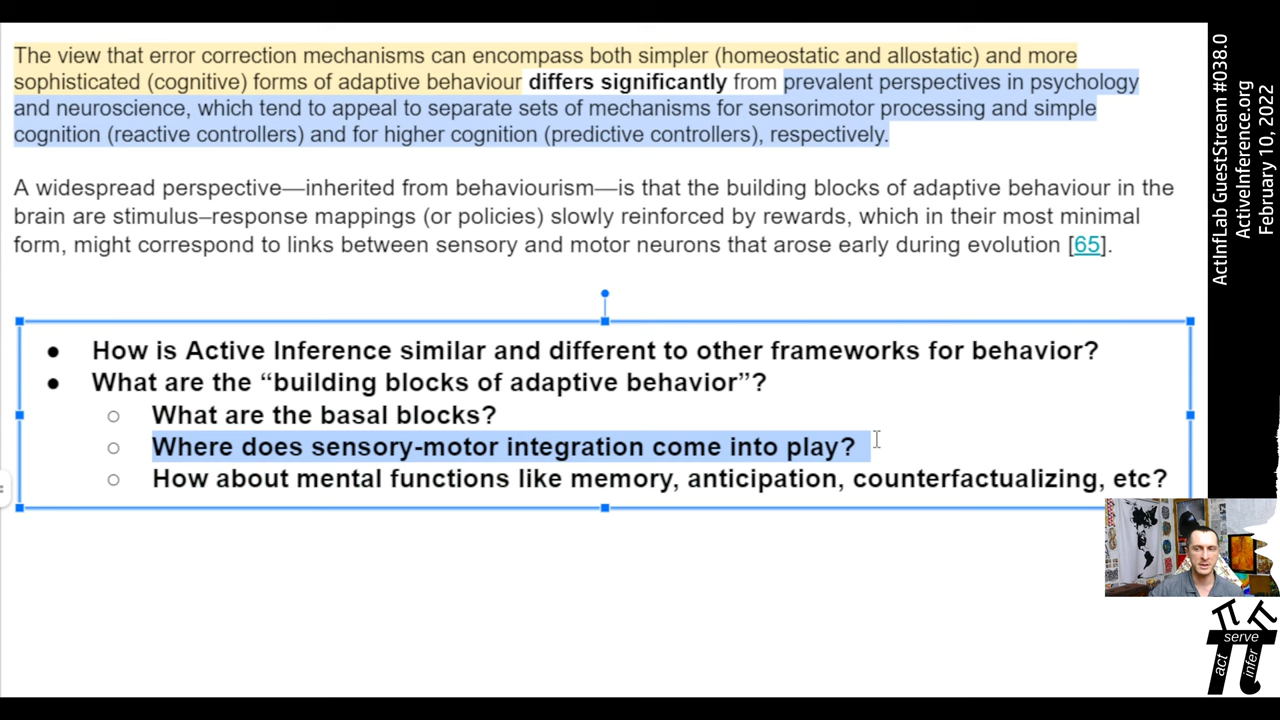 The view that error correction mechanisms can encompass both simpler (homeostatic and allostatic) and more
sophisticated (cognitive) forms of adaptive behaviour differs significantly from prevalent perspectives in psychology
and neuroscience, which tend to appeal to separate sets of mechanisms for sensorimotor processing and simple
cognition (reactive controllers) and for higher cognition (predictive controllers), respectively.
A widespread perspective—inherited from behaviourism—is that the building blocks of adaptive behaviour in the
brain are stimulus–response mappings (or policies) slowly reinforced by rewards, which in their most minimal
form, might correspond to links between sensory and motor neurons that arose early during evolution [65].
● How is Active Inference similar and different to other frameworks for behavior?
● What are the “building blocks of adaptive behavior”?
○ What are the basal blocks?
○ Where does sensory-motor integration come into play?
○ How about mental functions like memory, anticipation, counterfactualizing, etc?
ActInfLab GuestStream #038.0
ActiveInference.org
February 10, 2022
serve
act
infer